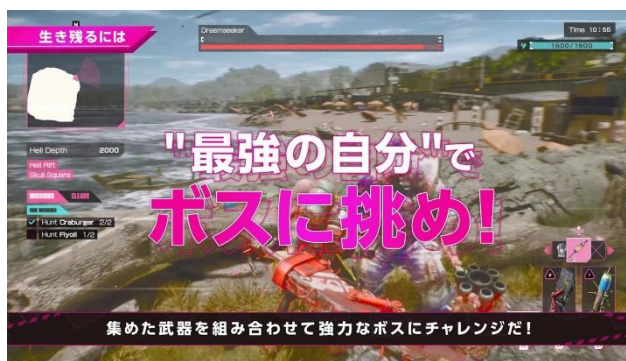 生き残るには
N
Dreamseeker
Time 10:55
1600/1600
Hell Depth 2000
Hell Rift
Skull Square
CLEAR!
Hunt Craburger 2/2
Hunt Flyoil 1/2
"最強の自分"で
ボスに挑め!
集めた武器を組み合わせて強力なボスにチャレンジだ!